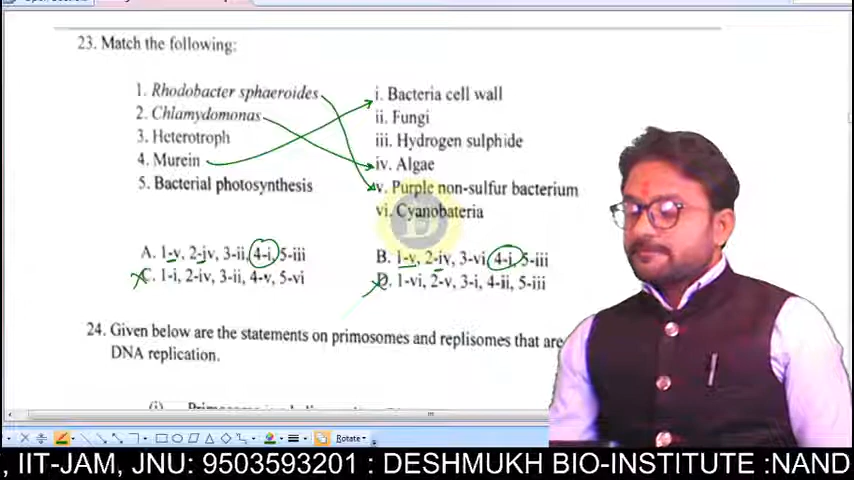 23. Match the following:
1. Rhodobacter sphaeroides
i. Bacteria cell wall
2. Chlamydomonas
ii. Fungi
3. Heterotroph
iii. Hydrogen sulphide
4. Murein
iv. Algae
5. Bacterial photosynthesis
v. Purple non-sulfur bacterium
vi. Cyanobateria
A. 1-v, 2-iv, 3-ii, 4-i, 5-iii
B. 1-v, 2-iv, 3-vi, 4-i, 5-iii
C. 1-i, 2-iv, 3-ii, 4-v, 5-vi
D. 1-vi, 2-v, 3-i, 4-ii, 5-iii
24. Given below are the statements on primosomes and replisomes that are
DNA replication.
(i)
Rotate
, IIT-JAM, JNU: 9503593201 : DESHMUKH BIO-INSTITUTE :NAND